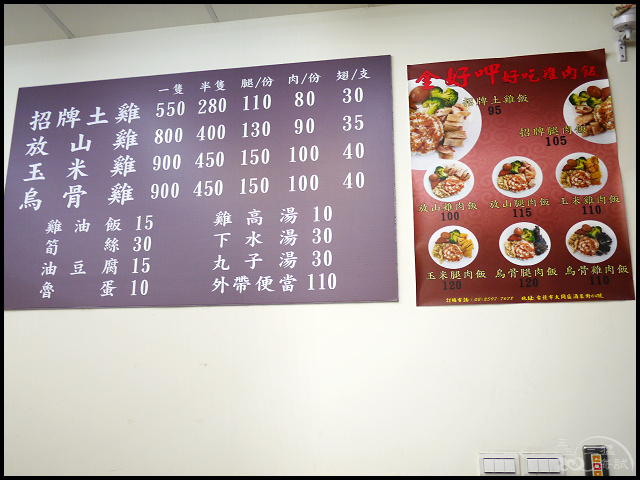 一隻 半隻 腿/份 肉/份 翅/支
招牌土雞 550 280 110 80 30
放山雞 800 400 130 90 35
玉米雞 900 450 150 100 40
烏骨雞 900 450 150 100 40
雞油飯 15 雞高湯 10
筍絲 30 下水湯 30
油豆腐 15 丸子湯 30
魯蛋 10 外帶便當 110
全好呷好吃雞肉飯
招牌土雞飯
95
招牌腿肉飯
105
放山雞肉飯 放山腿肉飯 玉米雞肉飯
100 115 110
玉米腿肉飯 烏骨腿肉飯 烏骨雞肉飯
120 120 110